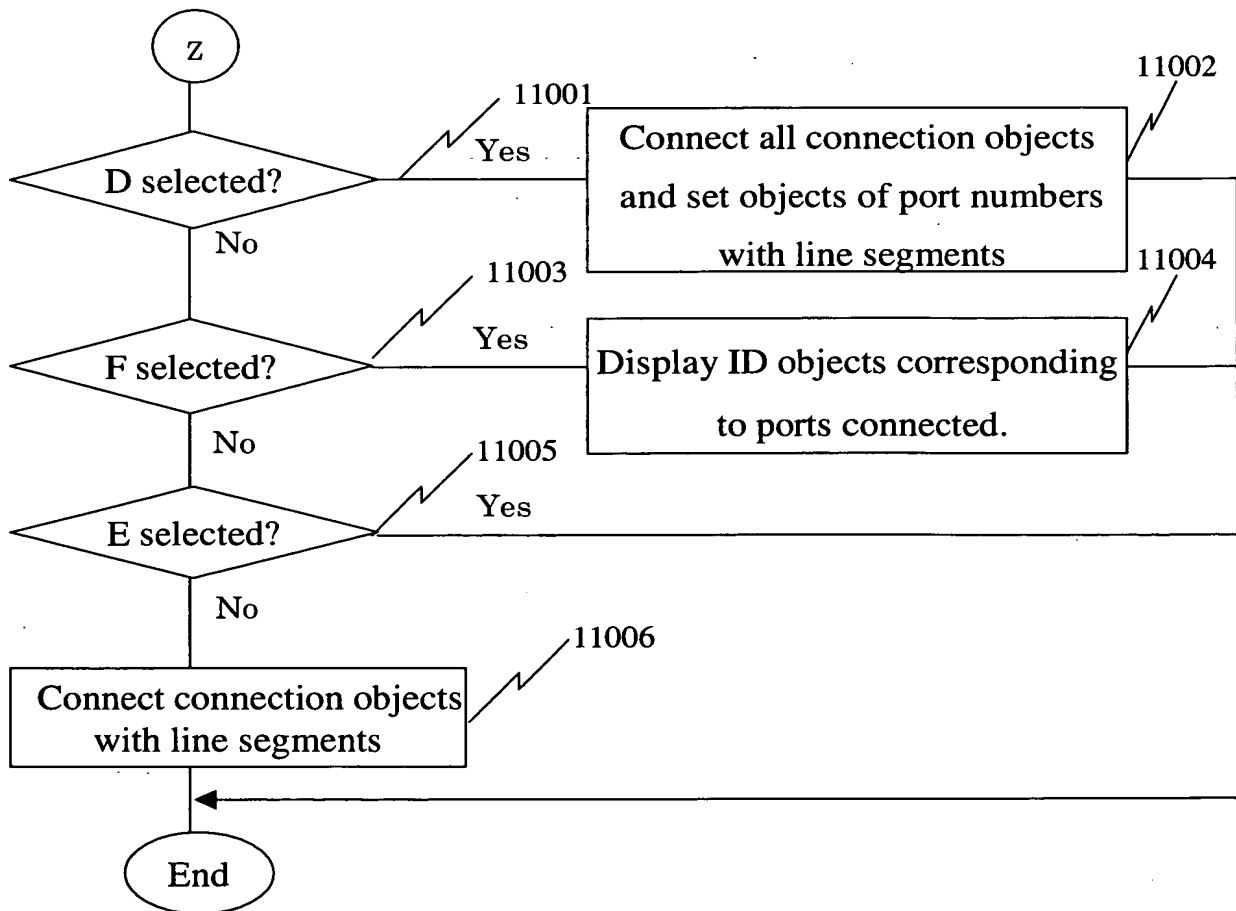 z
11001
11002
D selected?
Yes
Connect all connection objects
and set objects of port numbers
with line segments
No
11003
11004
F selected?
Yes
Display ID objects corresponding
to ports connected.
No
11005
E selected?
Yes
No
11006
Connect connection objects
with line segments
End